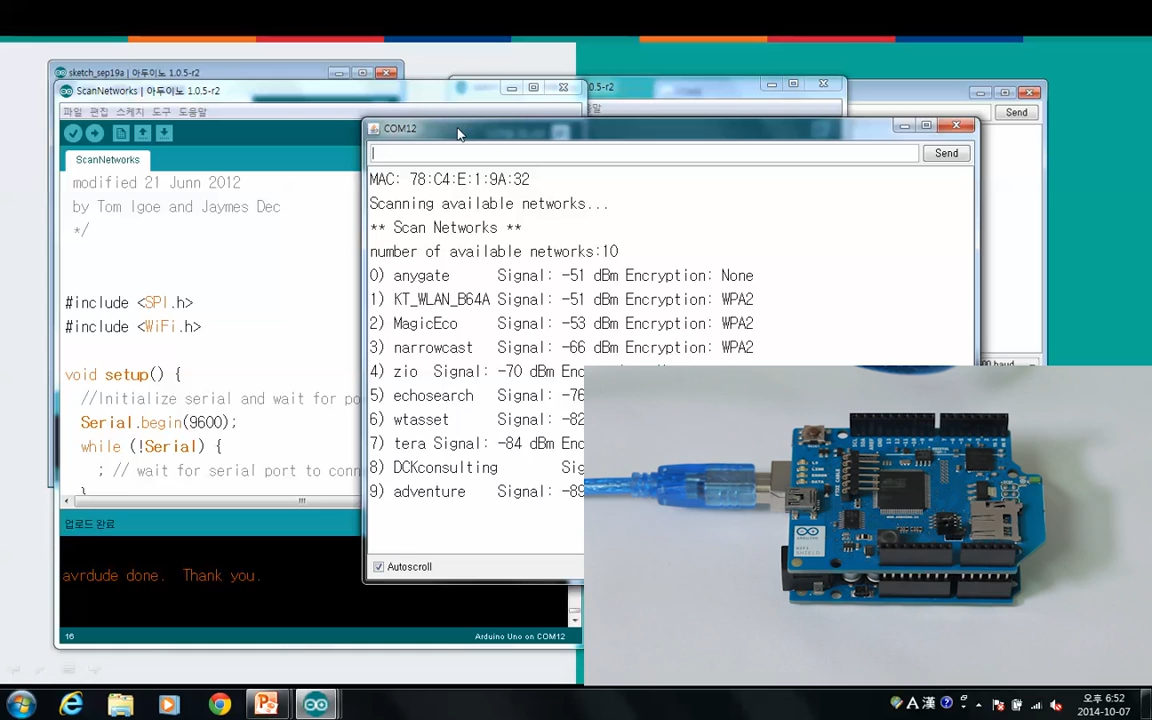 sketch_sep19a | 아두이노 1.0.5-r2
ScanNetworks | 아두이노 1.0.5-r2
파일 편집 스케치 도구 도움말
ScanNetworks
modified 21 Junn 2012
by Tom Igoe and Jaymes Dec
*/
#include <SPI.h>
#include <WiFi.h>
void setup() {
//Initialize serial and wait for
Serial.begin(9600);
while (!Serial) {
; // wait for serial port to
}
업로드 완료
avrdude done. Thank you.
16
Arduino Uno on COM12
0.5-r2
Send
COM12
Send
MAC: 78:C4:E:1:9A:32
Scanning available networks...
** Scan Networks **
number of available networks:10
0) anygate Signal: -51 dBm Encryption: None
1) KT_WLAN_B64A Signal: -51 dBm Encryption: WPA2
2) MagicEco Signal: -53 dBm Encryption: WPA2
3) narrowcast Signal: -66 dBm Encryption: WPA2
4) zio Signal: -70 dBm Enc
5) echosearch Signal: -76
6) wtasset Signal: -82
7) tera Signal: -84 dBm Enc
8) DCKconsulting Sig
9) adventure Signal: -89
Autoscroll
A 漢
오후 6:52
2014-10-07